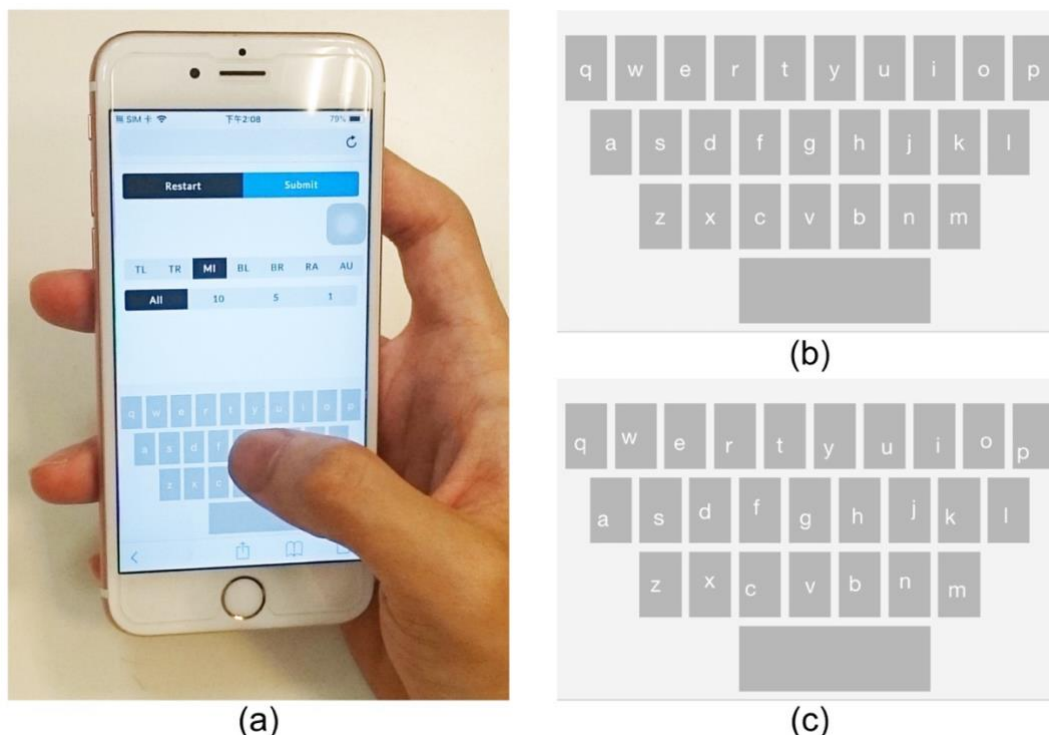 SIM 下午2:08 79%
Restart Submit
TL TR MI BL BR RA AU
All 10 5 1
q w e r t y u i o p
a s d f
z x c
(a)
q w e r t y u i o p
a s d f g h j k l
z x c v b n m
(b)
q w e r t y u i o p
a s d f g h j k l
z x c v b n m
(c)